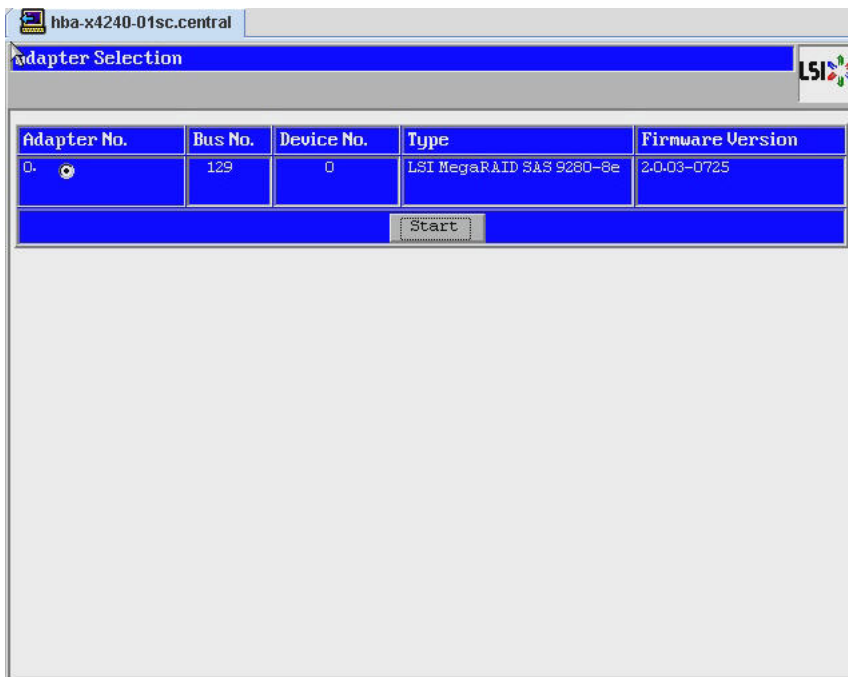 hba-x4240-01sc.central
Adapter Selection
LSI
Adapter No. Bus No. Device No. Type Firmware Version
0. 129 0 LSI MegaRAID SAS 9280-8e 2.0.03-0725
Start